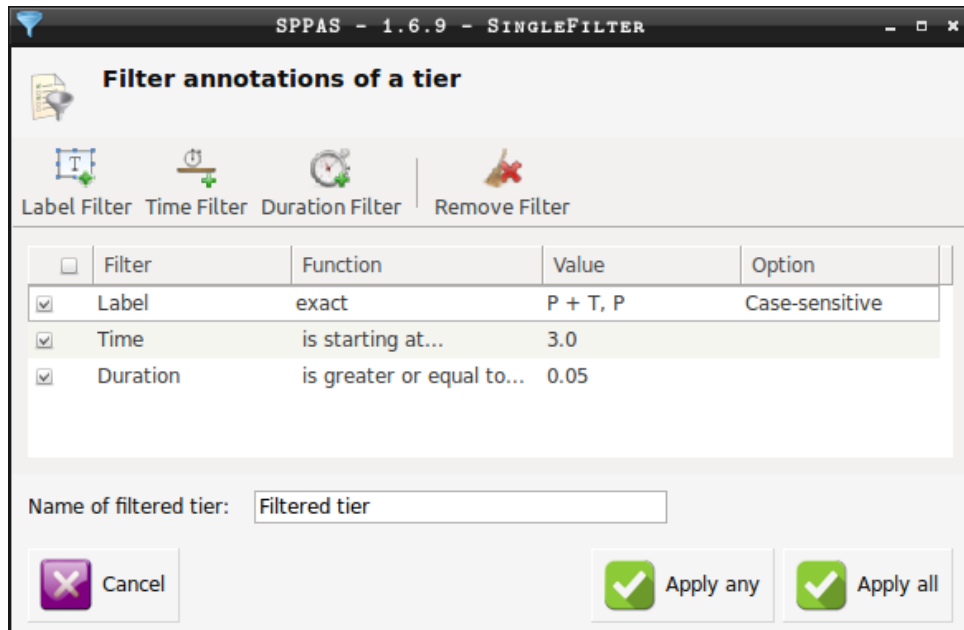 SPPAS - 1.6.9 - SINGLEFILTER
Filter annotations of a tier
T
Label Filter Time Filter Duration Filter Remove Filter
Filter Function Value Option
Label exact P + T, P Case-sensitive
Time is starting at... 3.0
Duration is greater or equal to... 0.05
Name of filtered tier: Filtered tier
Cancel Apply any Apply all